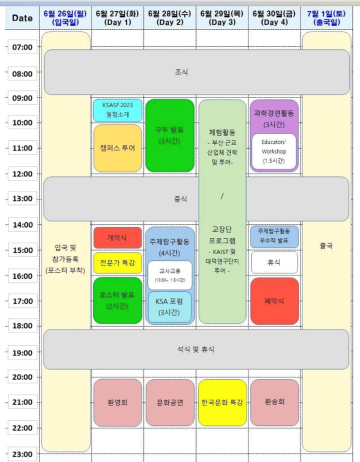 Date
6월 26일(월)
(입국일)
6월 27일(화)
(Day 1)
6월 28일(수)
(Day 2)
6월 29일(목)
(Day 3)
6월 30일(금)
(Day 4)
7월 1일(토)
(출국일)
07:00
08:00
조식
09:00
KSASF 2023
일정소개
구두 발표
(3시간)
체험활동
- 부산 근교
산업체 견학
및 투어-
/
교장단
프로그램
- KAIST 및
대덕연구단지
투어 -
과학경연활동
(3시간)
Educators'
Workshop
(1.5시간)
10:00
캠퍼스 투어
11:00
12:00
13:00
중식
14:00
입국 및
참가등록
(포스터 부착)
개막식
주제탐구활동
(4시간)
주제탐구활동
우수작 발표
출국
15:00
전문가 특강
교사교류
휴식
16:00
포스터 발표
(2시간)
KSA 포럼
(3시간)
폐막식
17:00
18:00
19:00
석식 및 휴식
20:00
21:00
환영회
문화공연
한국문화 특강
환송회
22:00
23:00